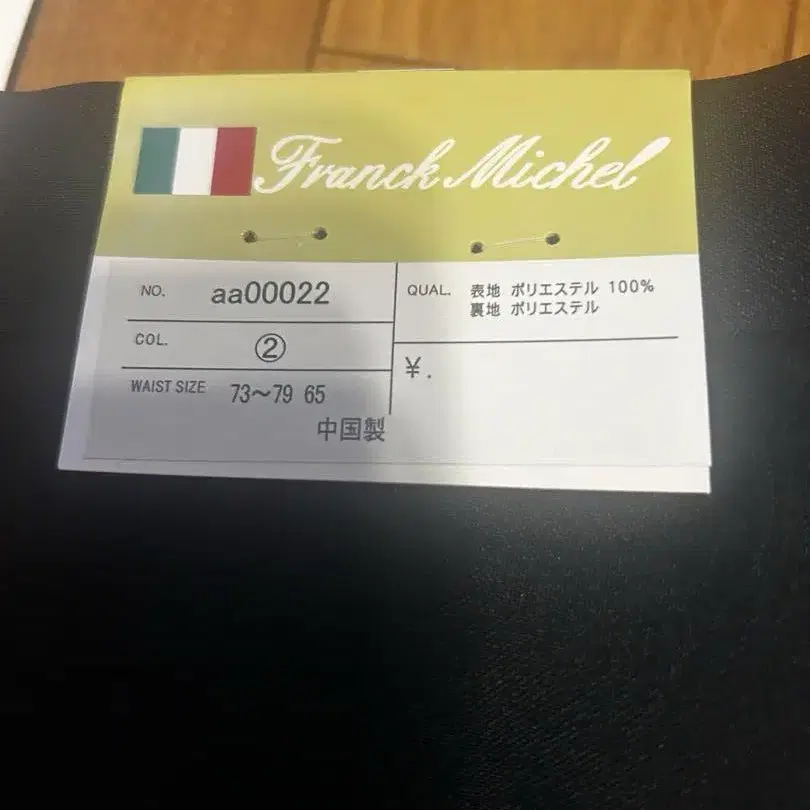 Franck Michel
NO. aa00022
COL. ②
WAIST SIZE 73～79 65
QUAL. 表地 ポリエステル 100%
裏地 ポリエステル
¥.
中国製